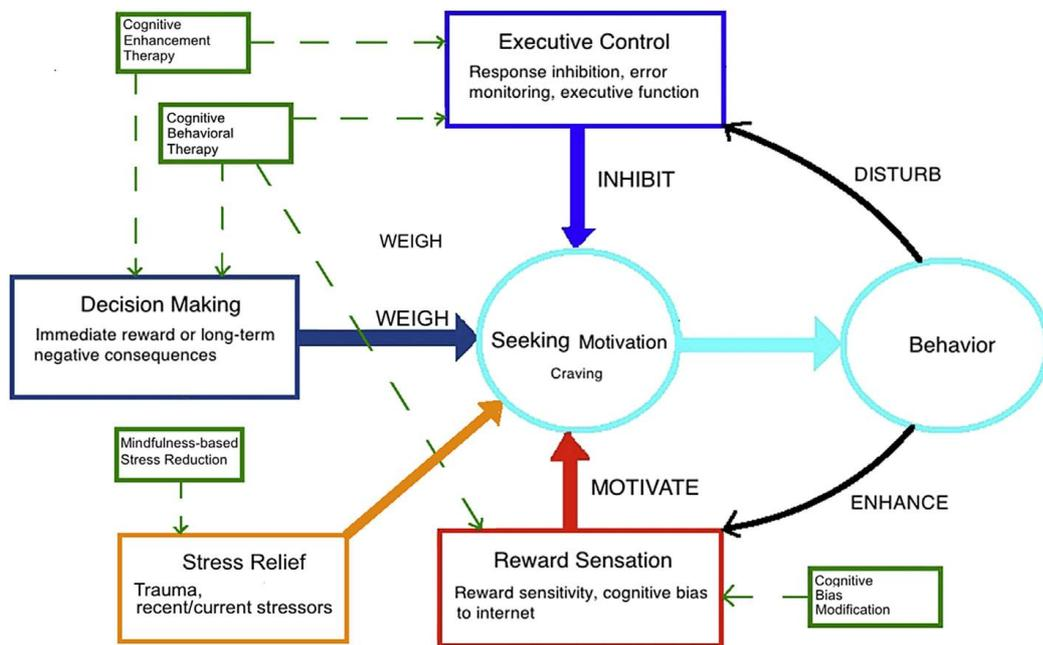 Cognitive
Enhancement
Therapy
Executive Control
Response inhibition, error
monitoring, executive function
Cognitive
Behavioral
Therapy
INHIBIT
DISTURB
WEIGH
Decision Making
Immediate reward or long-term
negative consequences
WEIGH
Seeking Motivation
Craving
Behavior
Mindfulness-based
Stress Reduction
MOTIVATE
ENHANCE
Stress Relief
Trauma,
recent/current stressors
Reward Sensation
Reward sensitivity, cognitive bias
to internet
Cognitive
Bias
Modification